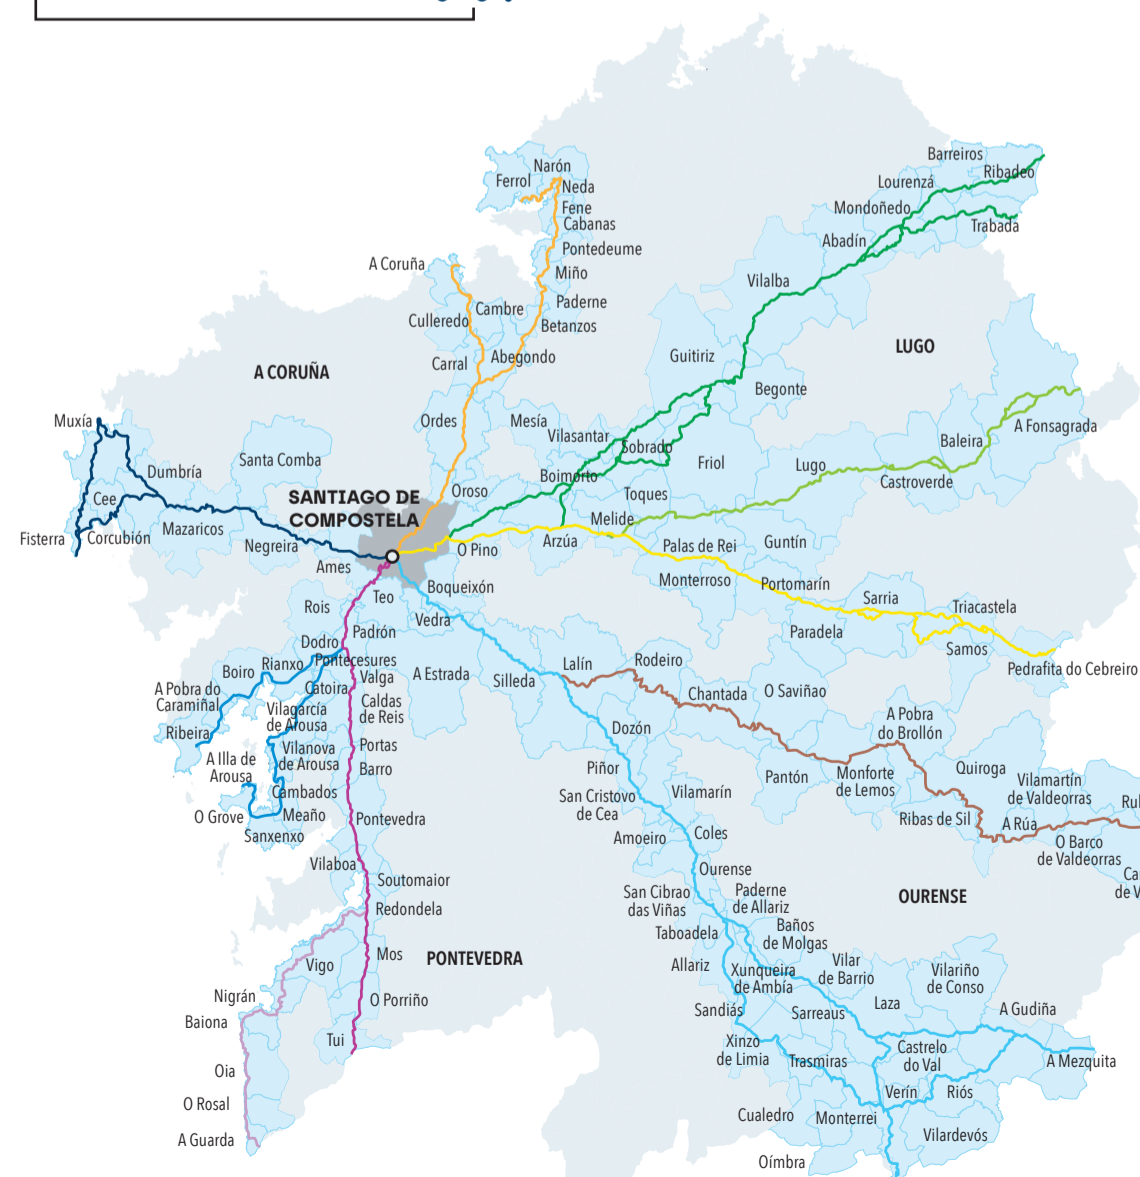 Barreiros
Ribadeo
Lourenzá
Mondoñedo
Trabada
Abadín
Vilalba
Narón
Ferrol
Neda
Fene
Cabanas
Pontedeume
Miño
Paderne
Betanzos
A Coruña
Cambre
Culleredo
Carral
Abegondo
LUGO
Guitiriz
Begonte
A CORUÑA
Ordes
Mesía
Vilasantar
Sobrado
Friol
Boimorto
Toques
Lugo
Baleira
A Fonsagrada
Castroverde
Muxía
Dumbría
Santa Comba
Cee
Fisterra
Corcubión
Mazaricos
Negreira
SANTIAGO DE
COMPOSTELA
Oroso
Melide
O Pino
Arzúa
Palas de Rei
Guntín
Ames
Boqueixón
Monterroso
Portomarín
Sarria
Triacastela
Teo
Rois
Vedra
Paradela
Samos
Pedrafita do Cebreiro
Padrón
Dodro
Pontecesures
Rianxo
Boiro
Valga
A Estrada
Silleda
Lalín
Rodeiro
Chantada
O Saviñao
Catoira
A Pobra do
Caramiñal
Caldas
de Reis
Vilagarcía
de Arousa
Ribeira
Portas
Dozón
A Pobra
do Brollón
Vilanova
de Arousa
A Illa de
Arousa
Barro
Piñor
Pantón
Monforte
de Lemos
Quiroga
Vilamartín
de Valdeorras
Cambados
Vilamarín
San Cristovo
de Cea
Ribas de Sil
A Rúa
O Grove
Meaño
Pontevedra
Sanxenxo
Amoeiro
Coles
O Barco
de Valdeorras
Vilaboa
Ourense
Soutomaior
San Cibrao
das Viñas
Paderne
de Allariz
OURENSE
Redondela
Taboadela
Baños
de Molgas
Mos
PONTEVEDRA
Vigo
Allariz
Xunqueira
de Ambía
Vilar
de Barrio
Vilariño
de Conso
Nigrán
O Porriño
Sandiás
Sarreaus
Laza
A Gudiña
Baiona
Tui
Xinzo
de Limia
Trasmiras
Castrelo
do Val
A Mezquita
Oia
Verín
Riós
O Rosal
Cualedro
Monterrei
A Guarda
Vilardevós
Oímbra